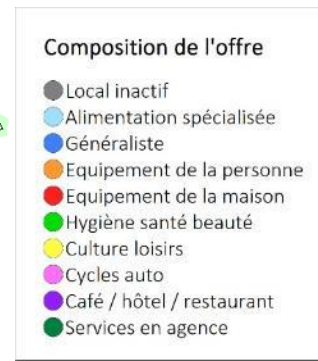 Composition de l'offre
Local inactif
Alimentation spécialisée
Généraliste
Equipement de la personne
Equipement de la maison
Hygiène santé beauté
Culture loisirs
Cycles auto
Café / hôtel / restaurant
Services en agence